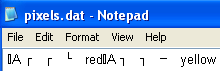 pixels.dat - Notepad
File Edit Format View Help
▯A ┌ ┌ └ red▯A ┐ ┐ ─ yellow